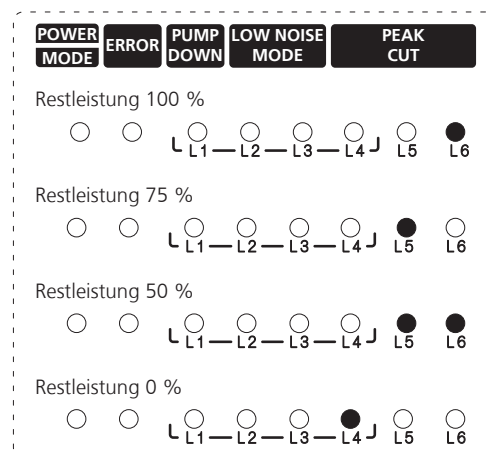 POWER MODE ERROR PUMP DOWN LOW NOISE MODE PEAK CUT
Restleistung 100 %
L1 L2 L3 L4 L5 L6
Restleistung 75 %
L1 L2 L3 L4 L5 L6
Restleistung 50 %
L1 L2 L3 L4 L5 L6
Restleistung 0 %
L1 L2 L3 L4 L5 L6